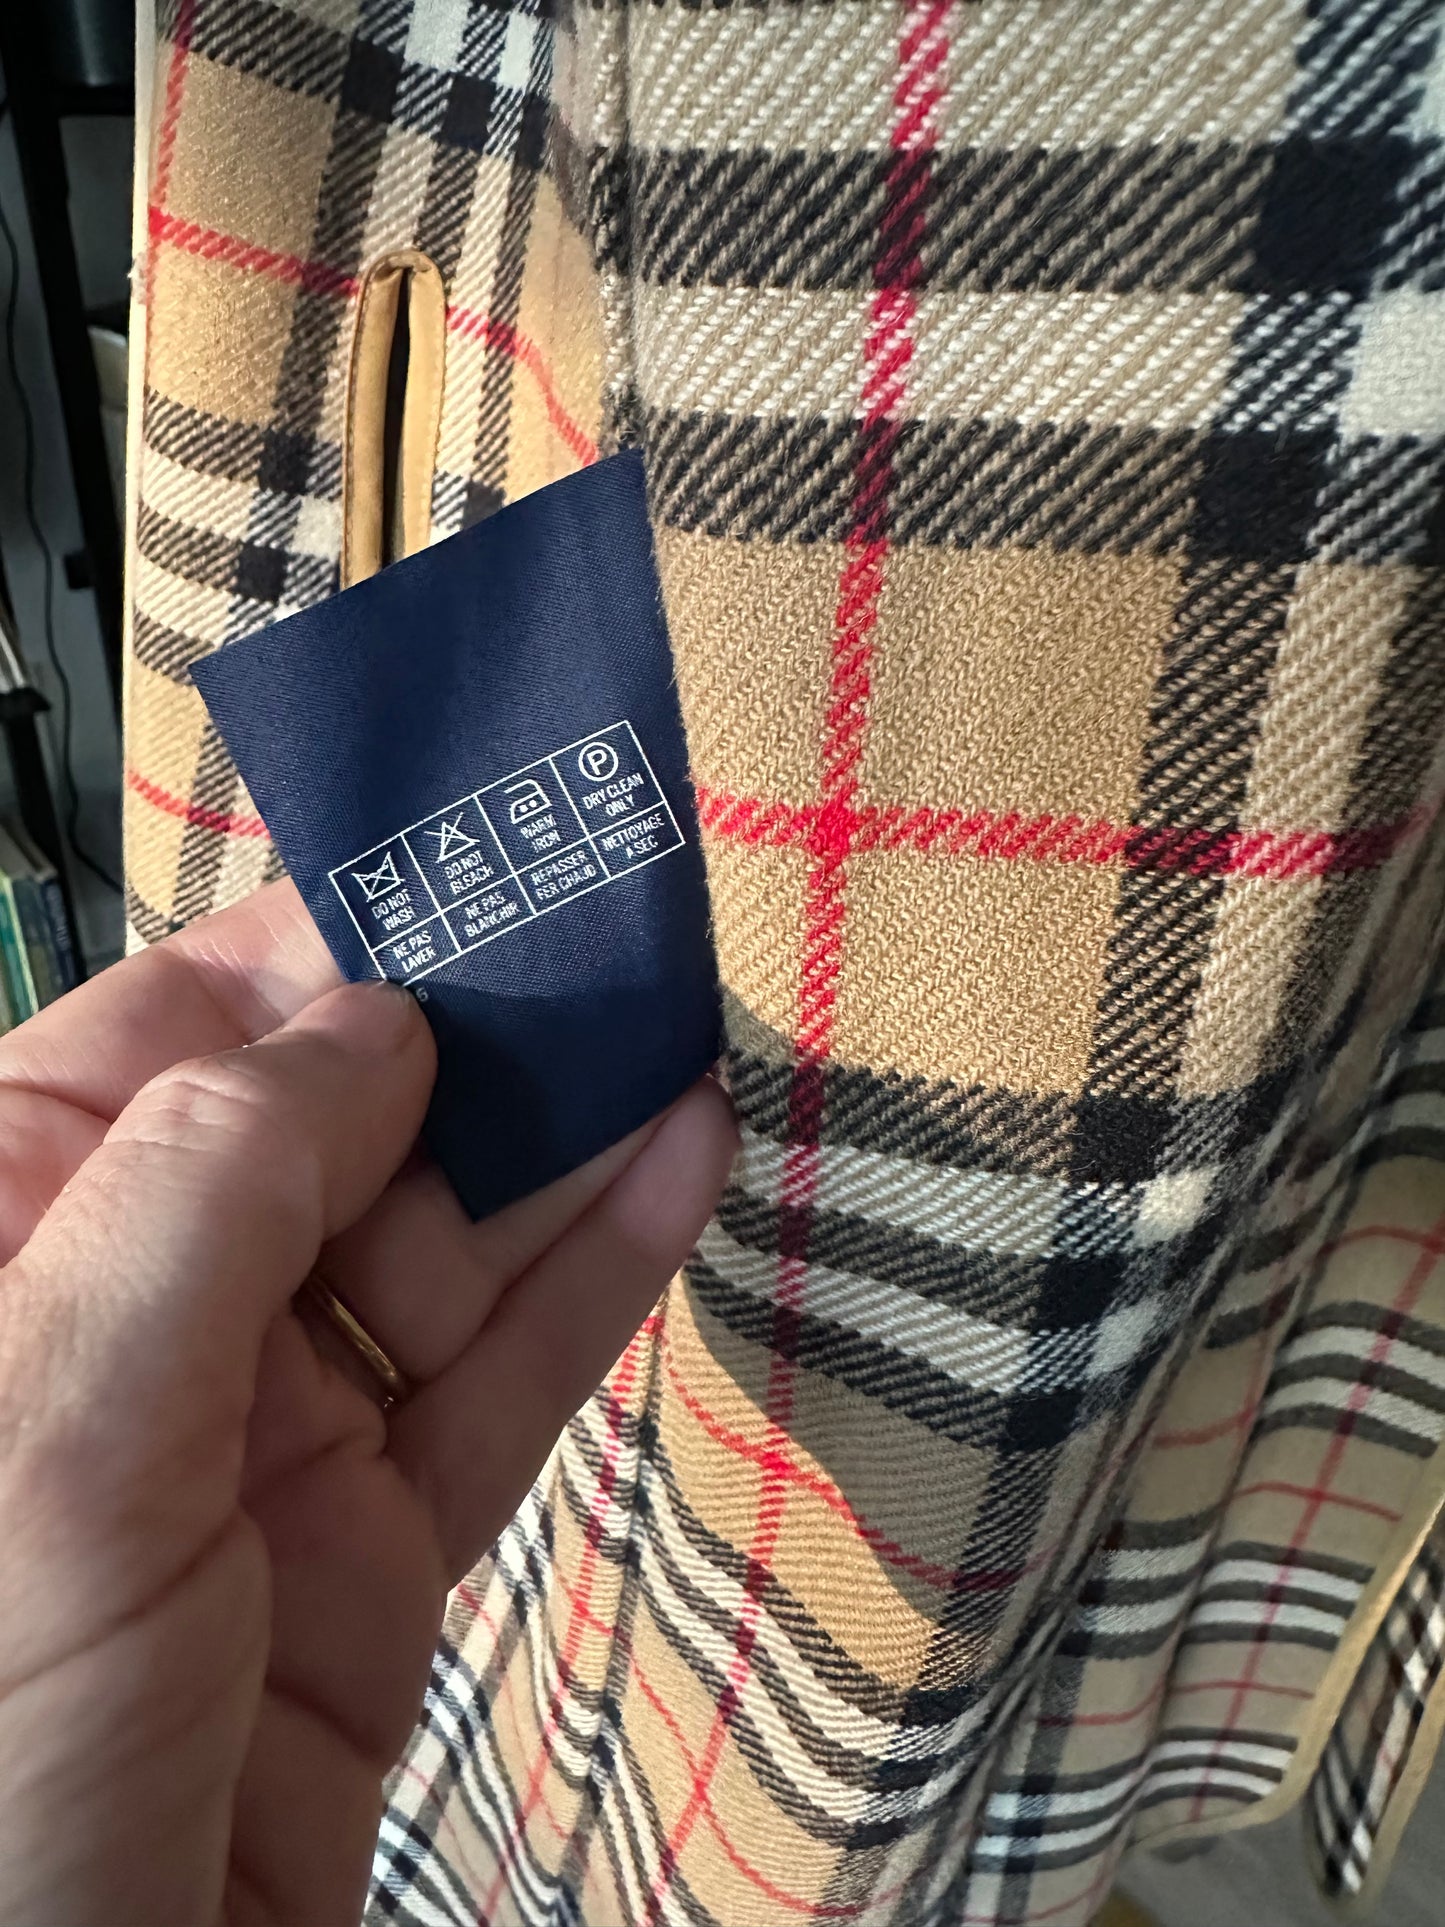 DO NOT
WASH
DO NOT
BLEACH
WARM
IRON
P
DRY CLEAN
ONLY
NE PAS
LAVER
NE PAS
BLANCHIR
REPASSER
FER CHAUD
NETTOYAGE
A SEC